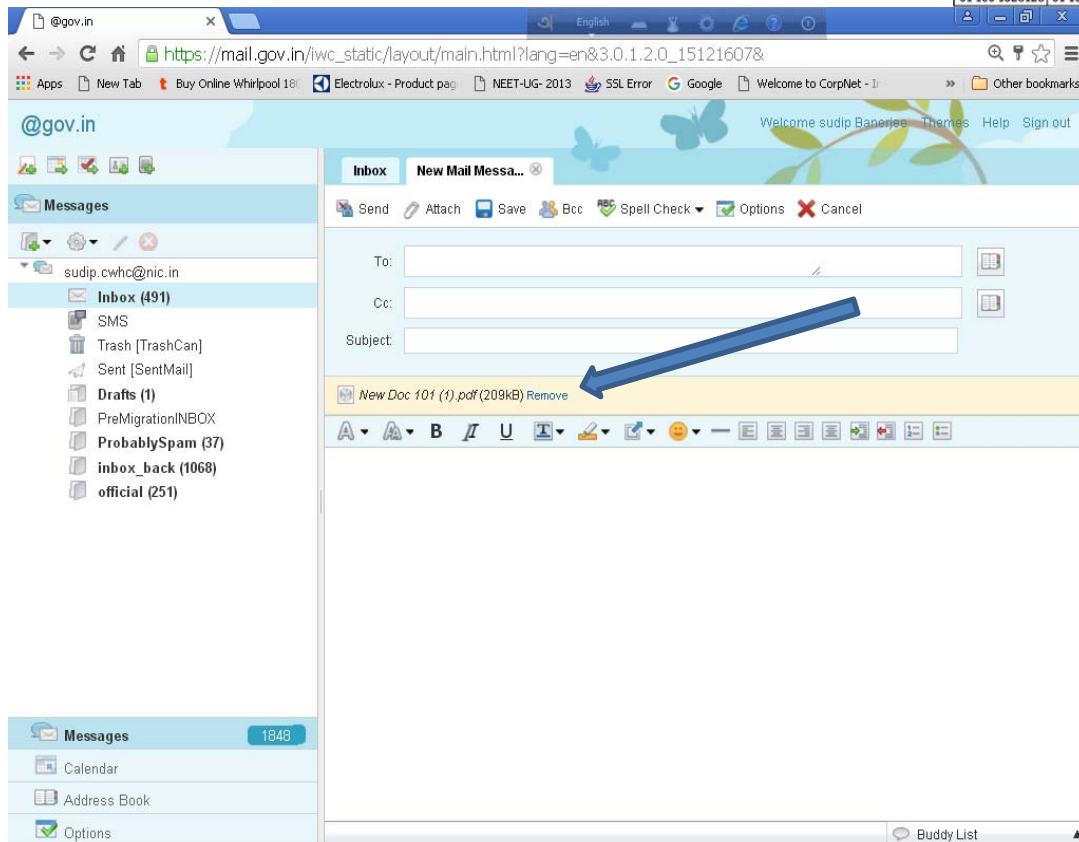 @gov.in
English
https://mail.gov.in/iwc_static/layout/main.html?lang=en&3.0.1.2.0_15121607&
Apps New Tab Buy Online Whirlpool 18 Electrolux - Product pag NEET-UG- 2013 SSL Error Google Welcome to CorpNet - I » Other bookmarks
@gov.in
Welcome sudip Banerjee Themes Help Sign out
Inbox New Mail Messa...
Messages
Send Attach Save Bcc Spell Check Options Cancel
sudip.cwhc@nic.in
Inbox (491)
SMS
Trash [TrashCan]
Sent [SentMail]
Drafts (1)
PreMigrationINBOX
ProbablySpam (37)
inbox_back (1068)
official (251)
To:
Cc:
Subject:
New Doc 101 (1).pdf (209kB) Remove
B I U T
Messages 1848
Calendar
Address Book
Options
Buddy List